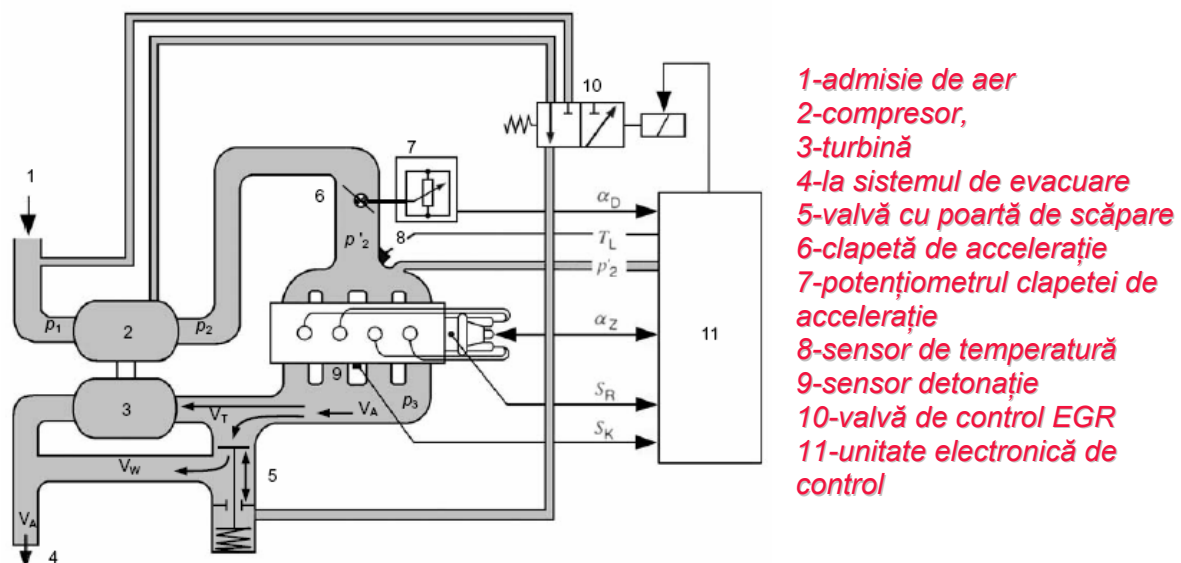 10
7
1
6
α_D
8
T_L
p'_2
p'_2
p_1
2
p_2
α_Z
11
9
3
V_T
V_A
p_3
S_R
S_K
V_W
5
V_A
4
1-admisie de aer
2-compresor,
3-turbină
4-la sistemul de evacuare
5-valvă cu poartă de scăpare
6-clapetă de accelerație
7-potențiometrul clapetei de
accelerație
8-sensor de temperatură
9-sensor detonație
10-valvă de control EGR
11-unitate electronică de
control